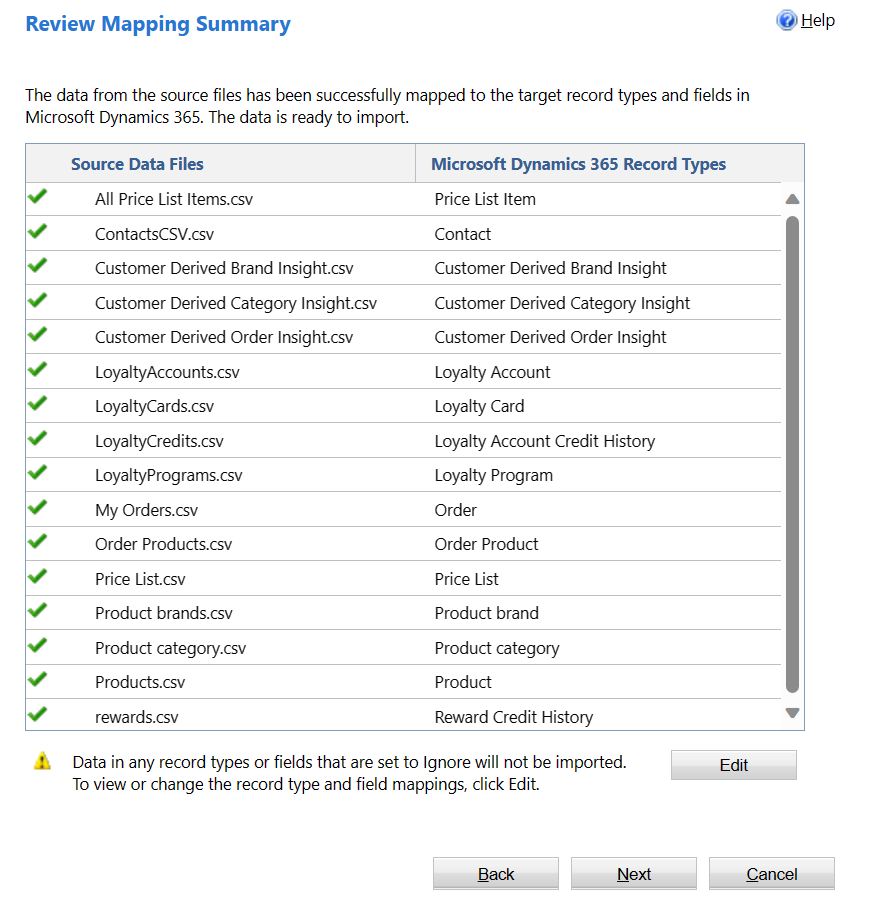 Review Mapping Summary
Help
The data from the source files has been successfully mapped to the target record types and fields in
Microsoft Dynamics 365. The data is ready to import.
Source Data Files Microsoft Dynamics 365 Record Types
All Price List Items.csv Price List Item
ContactsCSV.csv Contact
Customer Derived Brand Insight.csv Customer Derived Brand Insight
Customer Derived Category Insight.csv Customer Derived Category Insight
Customer Derived Order Insight.csv Customer Derived Order Insight
LoyaltyAccounts.csv Loyalty Account
LoyaltyCards.csv Loyalty Card
LoyaltyCredits.csv Loyalty Account Credit History
LoyaltyPrograms.csv Loyalty Program
My Orders.csv Order
Order Products.csv Order Product
Price List.csv Price List
Product brands.csv Product brand
Product category.csv Product category
Products.csv Product
rewards.csv Reward Credit History
Data in any record types or fields that are set to Ignore will not be imported.
To view or change the record type and field mappings, click Edit.
Edit
Back Next Cancel